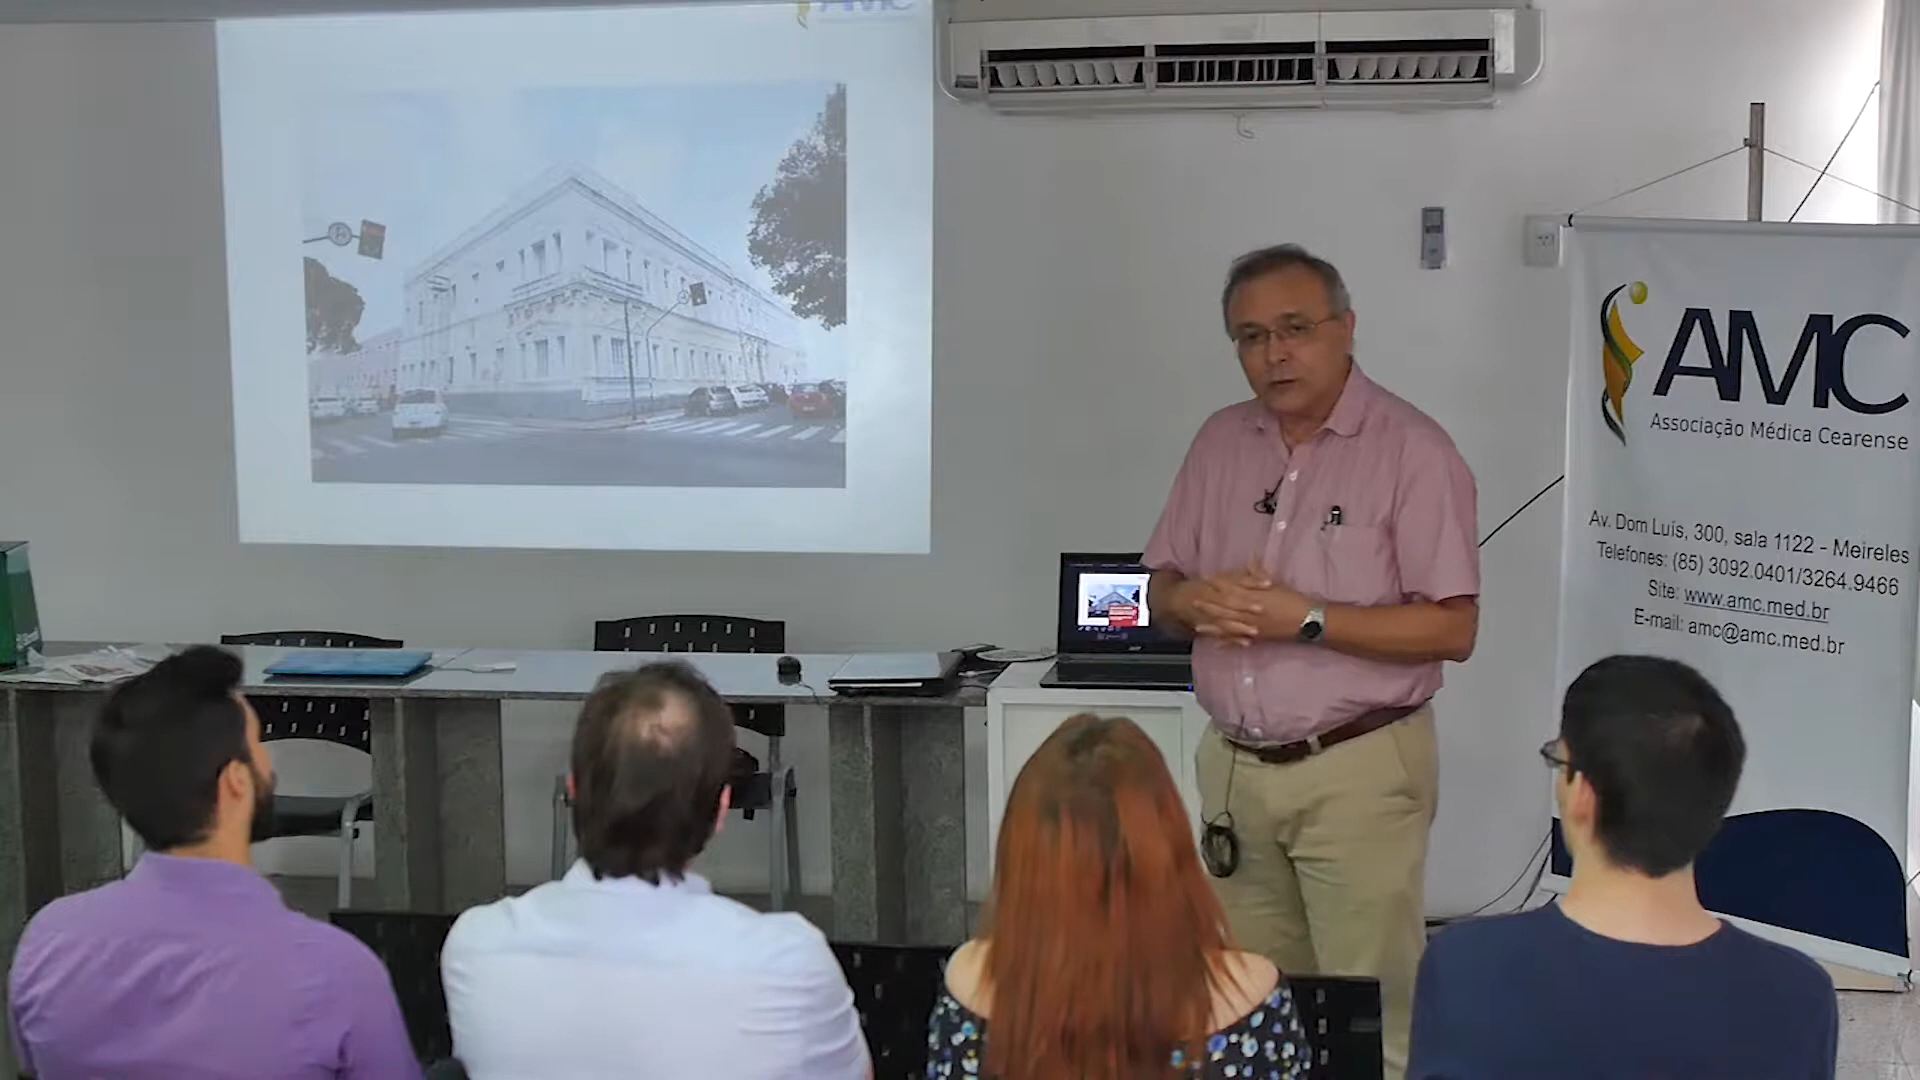 AMC
AMC
Associação Médica Cearense
Av. Dom Luís, 300, sala 1122 - Meireles
Telefones: (85) 3092.0401/3264.9466
Site: www.amc.med.br
E-mail: amc@amc.med.br